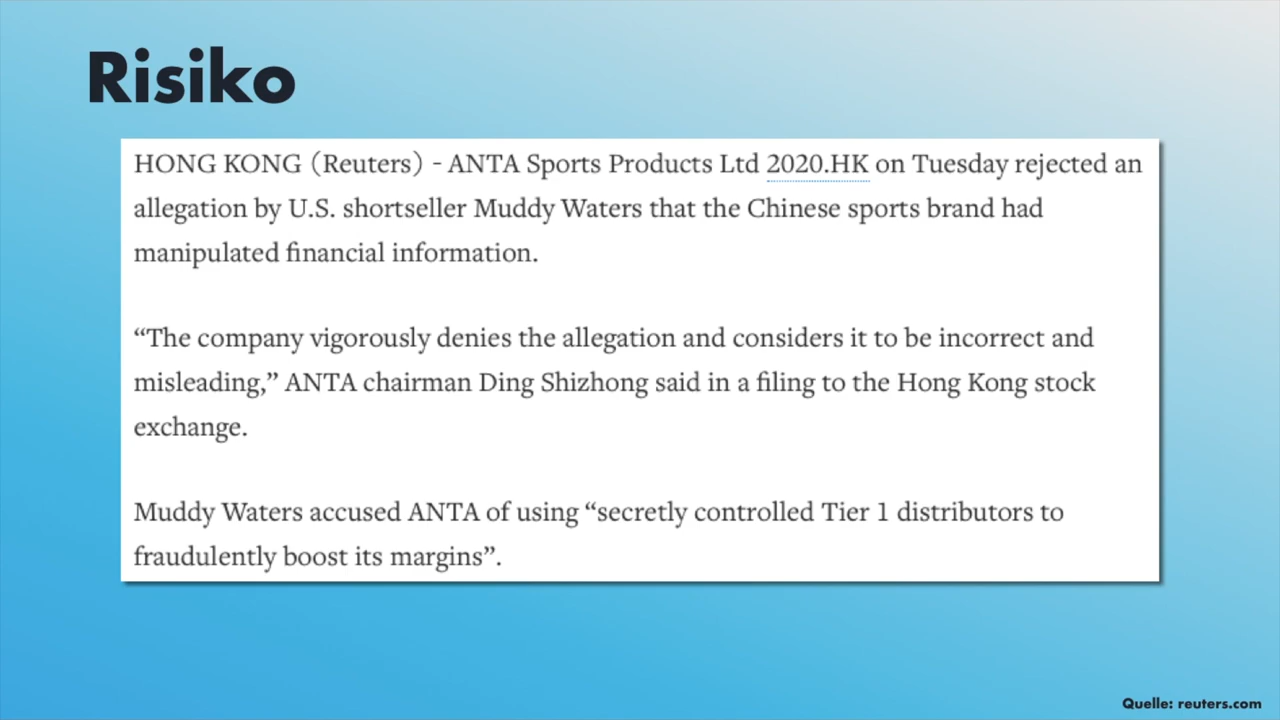 Risiko
HONG KONG (Reuters) - ANTA Sports Products Ltd 2020.HK on Tuesday rejected an
allegation by U.S. shortseller Muddy Waters that the Chinese sports brand had
manipulated financial information.
“The company vigorously denies the allegation and considers it to be incorrect and
misleading,” ANTA chairman Ding Shizhong said in a filing to the Hong Kong stock
exchange.
Muddy Waters accused ANTA of using “secretly controlled Tier 1 distributors to
fraudulently boost its margins”.
Quelle: reuters.com